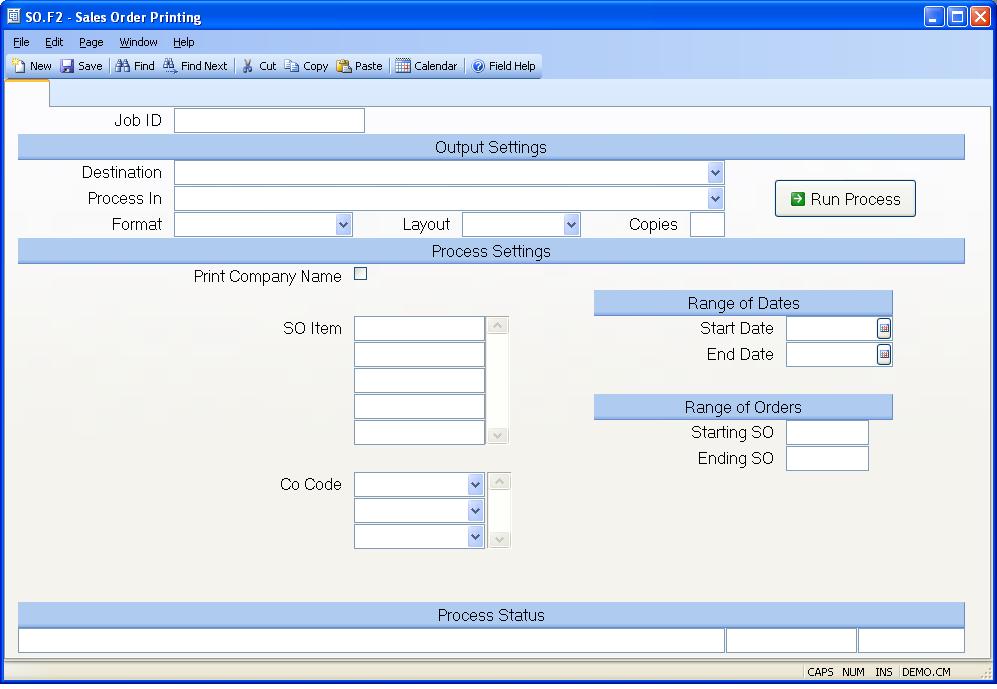 SO.F2 - Sales Order Printing
File Edit Page Window Help
New Save Find Find Next Cut Copy Paste Calendar Field Help
Job ID
Output Settings
Destination
Process In
Run Process
Format Layout Copies
Process Settings
Print Company Name
Range of Dates
SO Item Start Date
End Date
Range of Orders
Starting SO
Ending SO
Co Code
Process Status
CAPS NUM INS DEMO.CM